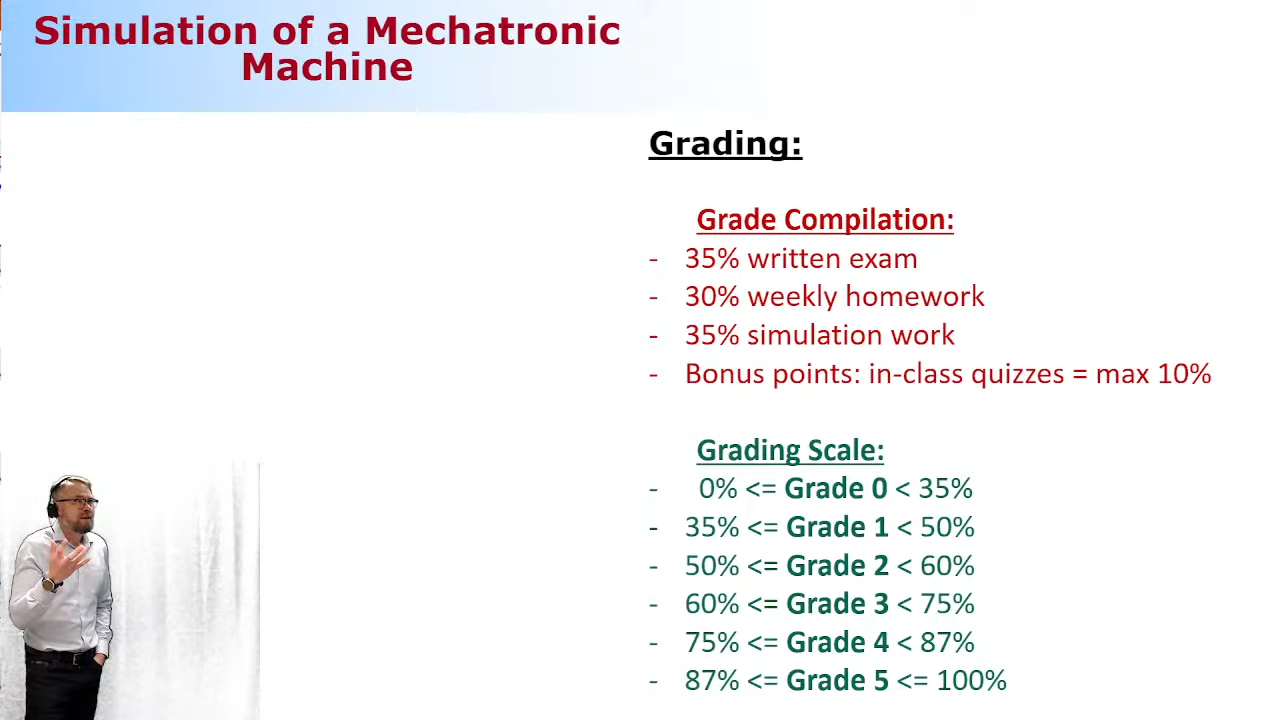 Simulation of a Mechatronic
Machine
Grading:
Grade Compilation:
- 35% written exam
- 30% weekly homework
- 35% simulation work
- Bonus points: in-class quizzes = max 10%
Grading Scale:
- 0% <= Grade 0 < 35%
- 35% <= Grade 1 < 50%
- 50% <= Grade 2 < 60%
- 60% <= Grade 3 < 75%
- 75% <= Grade 4 < 87%
- 87% <= Grade 5 <= 100%